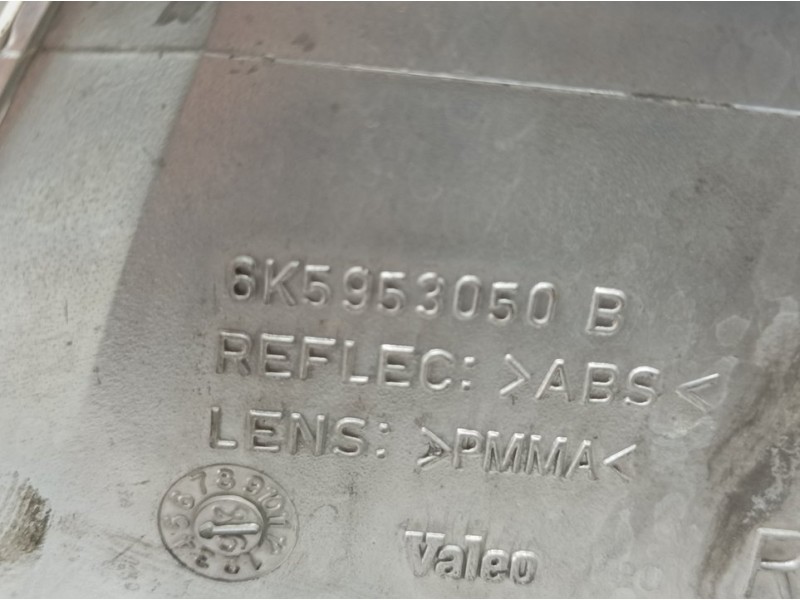 6K5953050 B
REFLEC: >ABS<
LENS: >PMMA<
Valeo R